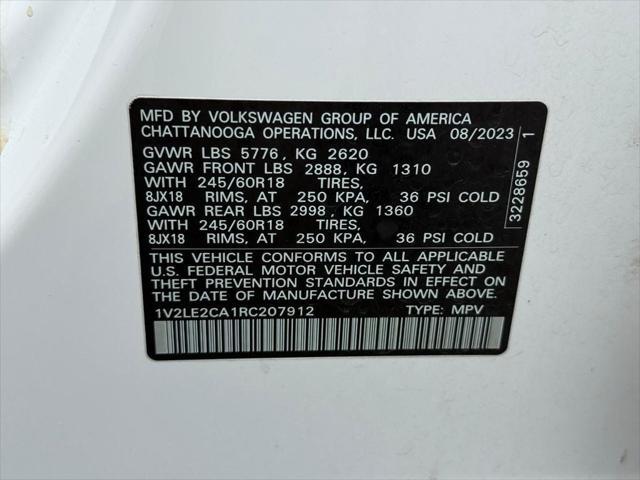 MFD BY VOLKSWAGEN GROUP OF AMERICA
CHATTANOOGA OPERATIONS, LLC. USA 08/2023
GVWR LBS 5776 , KG 2620
GAWR FRONT LBS 2888 , KG 1310
WITH 245/60R18 TIRES,
8JX18 RIMS, AT 250 KPA, 36 PSI COLD
GAWR REAR LBS 2998 , KG 1360
WITH 245/60R18 TIRES,
8JX18 RIMS, AT 250 KPA, 36 PSI COLD
THIS VEHICLE CONFORMS TO ALL APPLICABLE
U.S. FEDERAL MOTOR VEHICLE SAFETY AND
THEFT PREVENTION STANDARDS IN EFFECT ON
THE DATE OF MANUFACTURE SHOWN ABOVE.
1V2LE2CA1RC207912 TYPE: MPV
3228659 1